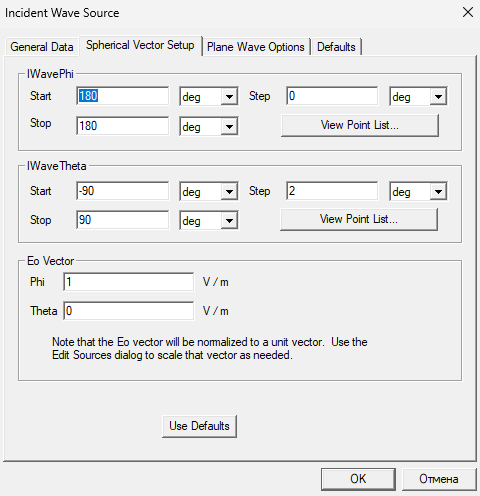 Incident Wave Source
General Data Spherical Vector Setup Plane Wave Options Defaults
IWavePhi
Start 180 deg Step 0 deg
Stop 180 deg View Point List...
IWaveTheta
Start -90 deg Step 2 deg
Stop 90 deg View Point List...
Eo Vector
Phi 1 V / m
Theta 0 V / m
Note that the Eo vector will be normalized to a unit vector. Use the
Edit Sources dialog to scale that vector as needed.
Use Defaults
OK Отмена